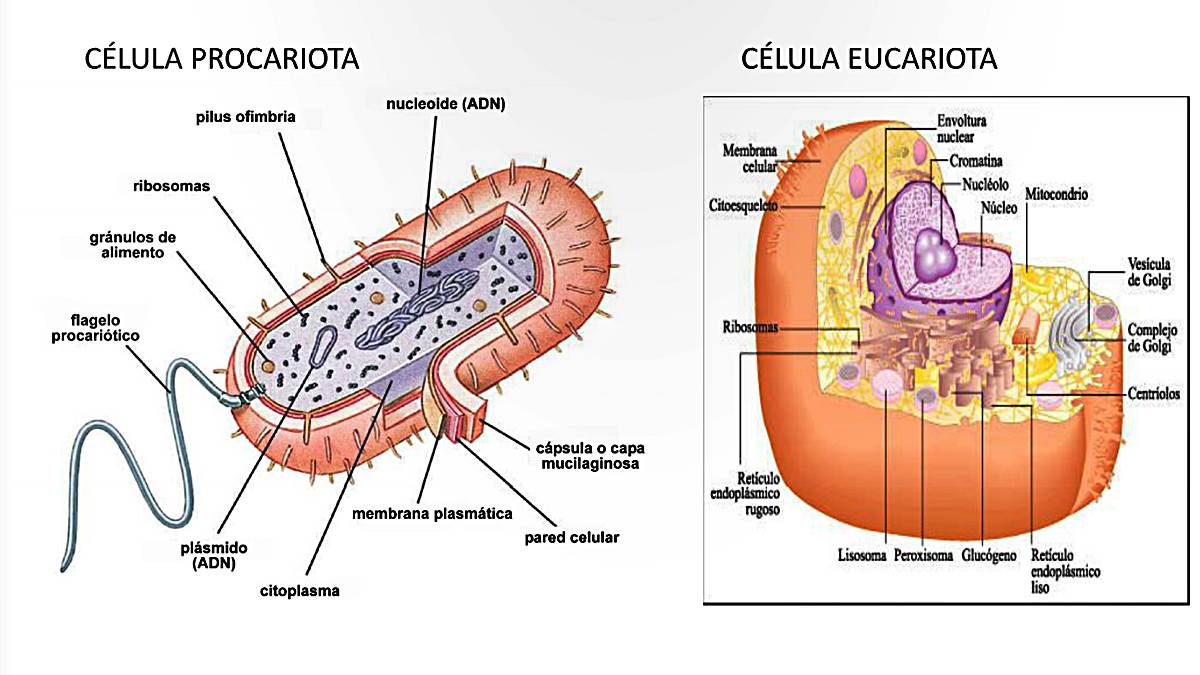 CÉLULA PROCARIOTA
nucleoide (ADN)
pilus ofimbria
ribosomas
gránulos de
alimento
flagelo
procariótico
cápsula o capa
mucilaginosa
membrana plasmática
pared celular
plásmido
(ADN)
citoplasma
CÉLULA EUCARIOTA
Envoltura
nuclear
Membrana
celular
Cromatina
Nucléolo
Mitocondrio
Citoesqueleto
Núcleo
Vesícula
de Golgi
Ribosomas
Complejo
de Golgi
Centríolos
Retículo
endoplásmico
rugoso
Lisosoma
Peroxisoma
Glucógeno
Retículo
endoplásmico
liso